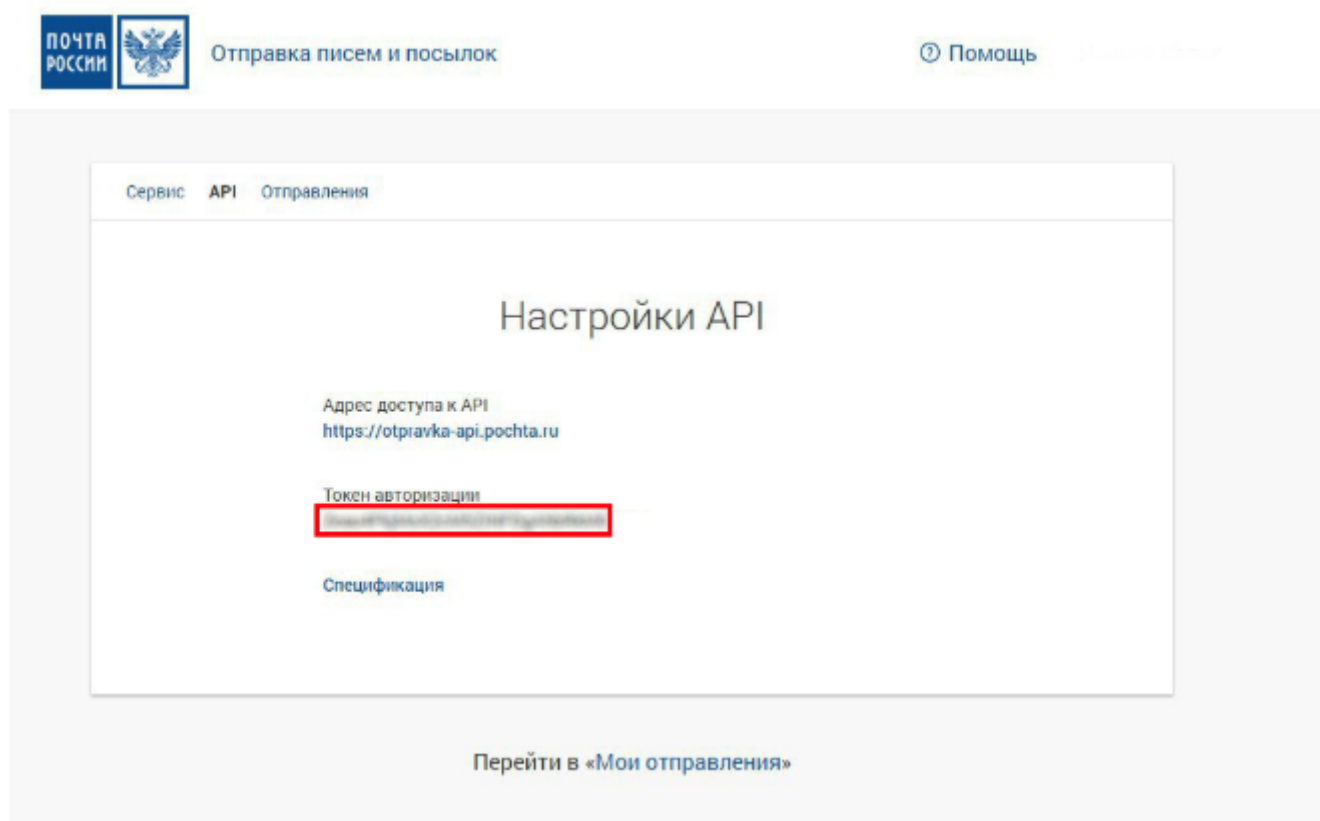 ПОЧТА
РОССИИ
Отправка писем и посылок
? Помощь
Сервис API Отправления
Настройки API
Адрес доступа к API
https://otpravka-api.pochta.ru
Токен авторизации
Спецификация
Перейти в «Мои отправления»